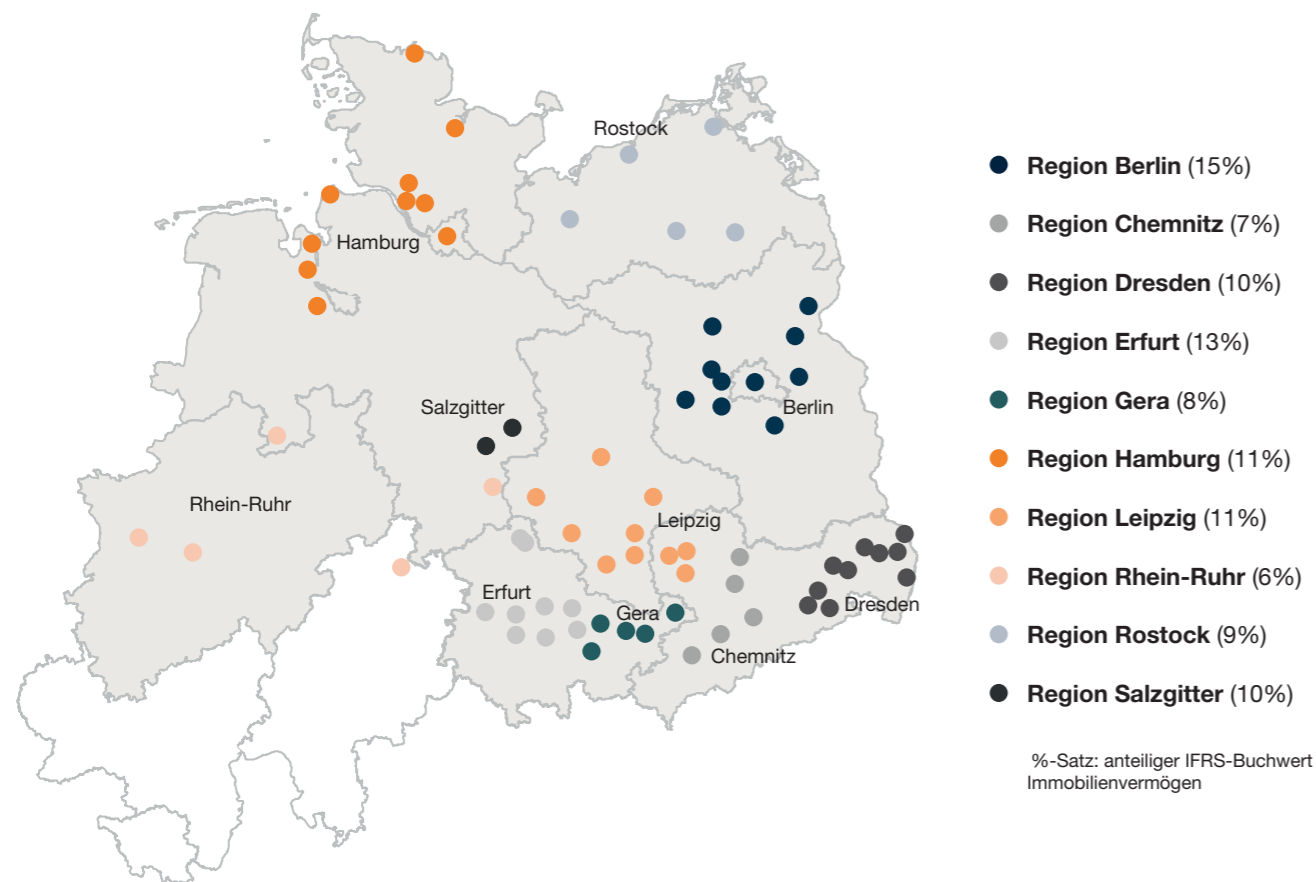 Rostock
Hamburg
Salzgitter
Berlin
Rhein-Ruhr
Leipzig
Erfurt
Gera
Dresden
Chemnitz
Region Berlin (15%)
Region Chemnitz (7%)
Region Dresden (10%)
Region Erfurt (13%)
Region Gera (8%)
Region Hamburg (11%)
Region Leipzig (11%)
Region Rhein-Ruhr (6%)
Region Rostock (9%)
Region Salzgitter (10%)
%-Satz: anteiliger IFRS-Buchwert
Immobilienvermögen